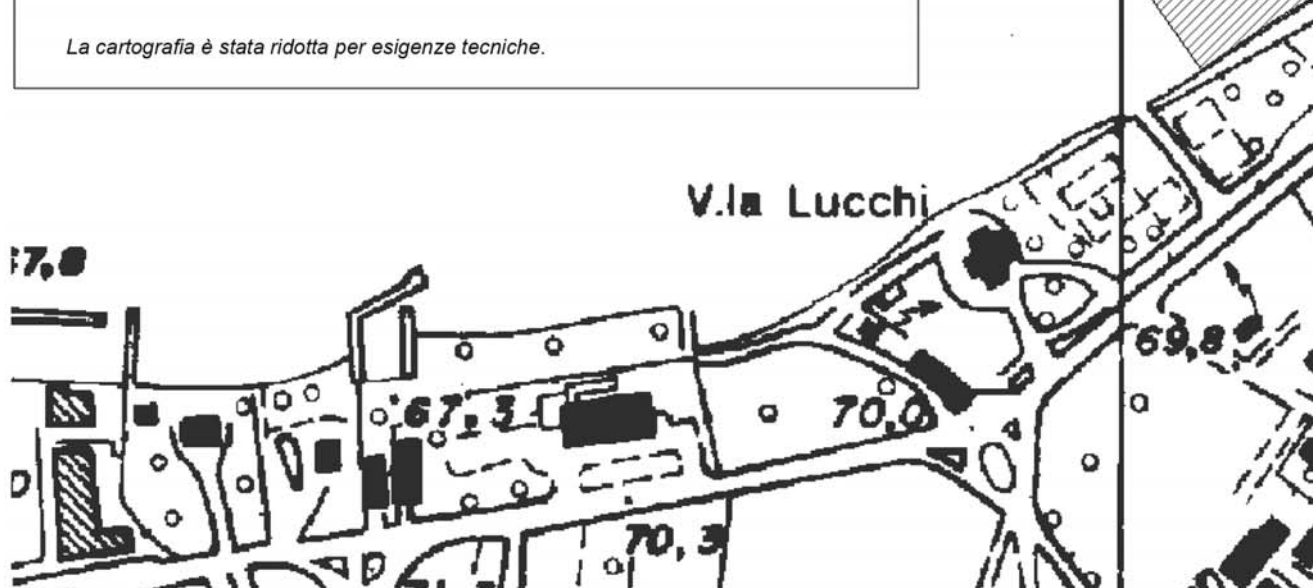 La cartografia è stata ridotta per esigenze tecniche.
V.la Lucchi
69,8
67,3
70,0
70,3